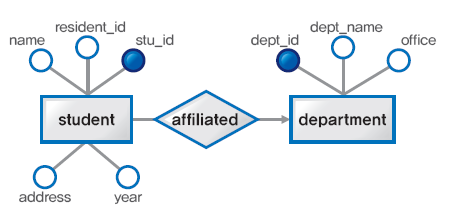 resident_id
name
stu_id
dept_name
dept_id
office
student
affiliated
department
address
year